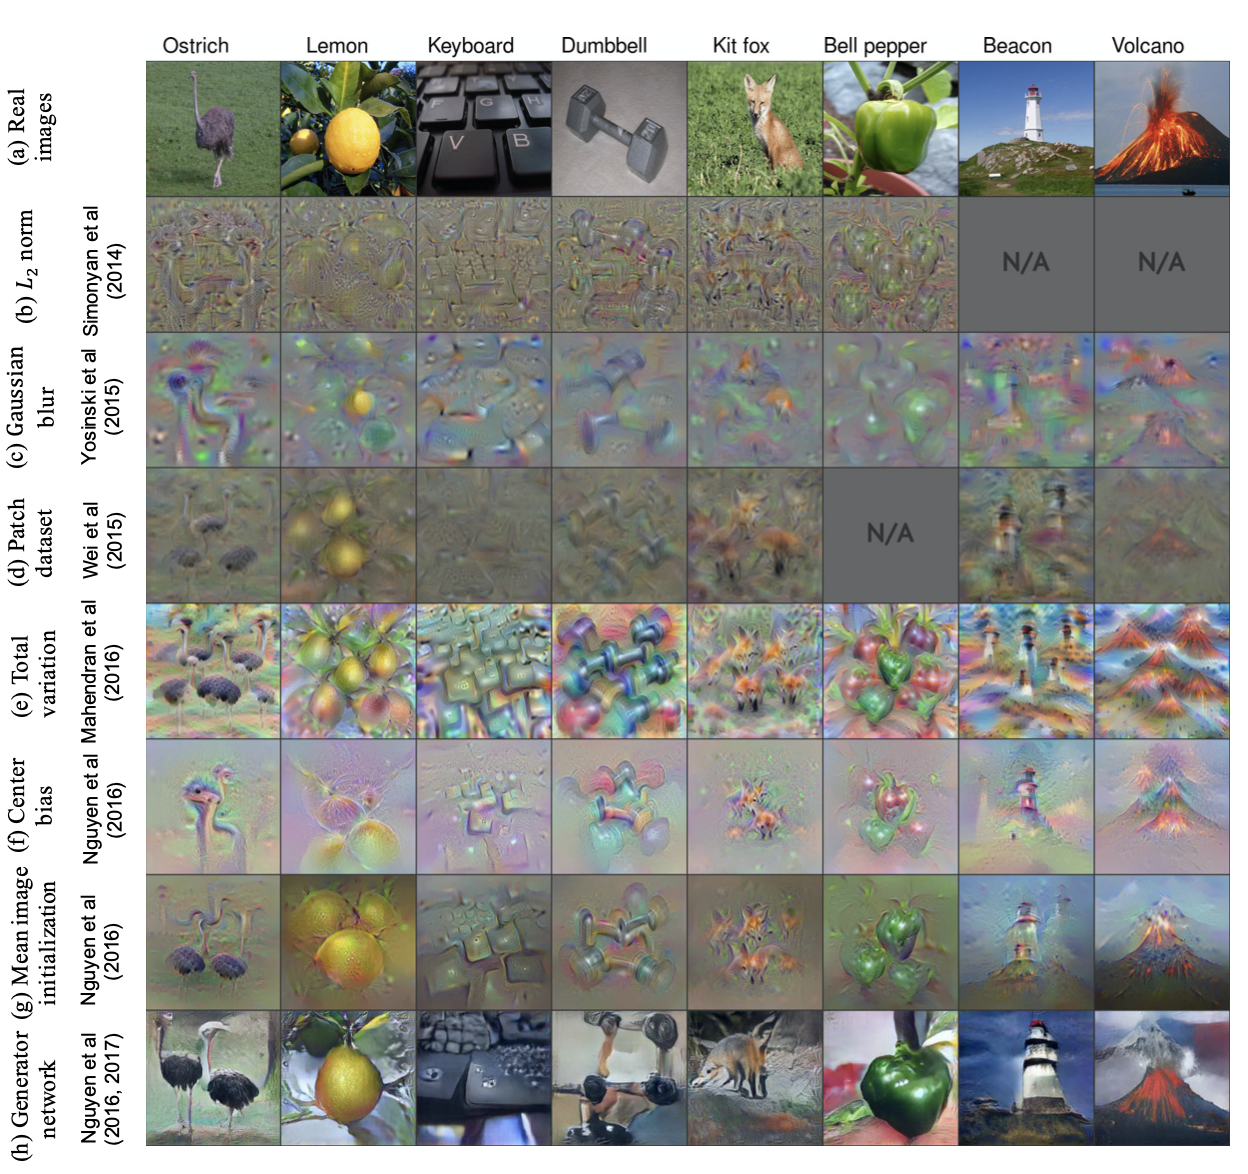 Ostrich Lemon Keyboard Dumbbell Kit fox Bell pepper Beacon Volcano
(a) Real
images
F G H
V B
(b) L₂ norm
Simonyan et al
(2014)
N/A N/A
(c) Gaussian
blur
Yosinski et al
(2015)
(d) Patch
dataset
Wei et al
(2015)
N/A
(e) Total
variation
Mahendran et al
(2016)
(f) Center
bias
Nguyen et al
(2016)
(g) Mean image
initialization
Nguyen et al
(2016)
(h) Generator
network
Nguyen et al
(2016, 2017)